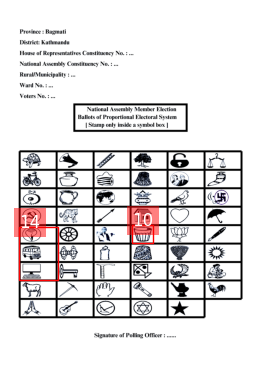 Province : Bagmati
District: Kathmandu
House of Representatives Constituency No. : ...
National Assembly Constituency No. : ...
Rural/Municipality : ...
Ward No. : ...
Voters No. : ...
National Assembly Member Election
Ballots of Proportional Electoral System
[ Stamp only inside a symbol box ]
14
10
Signature of Polling Officer : ......